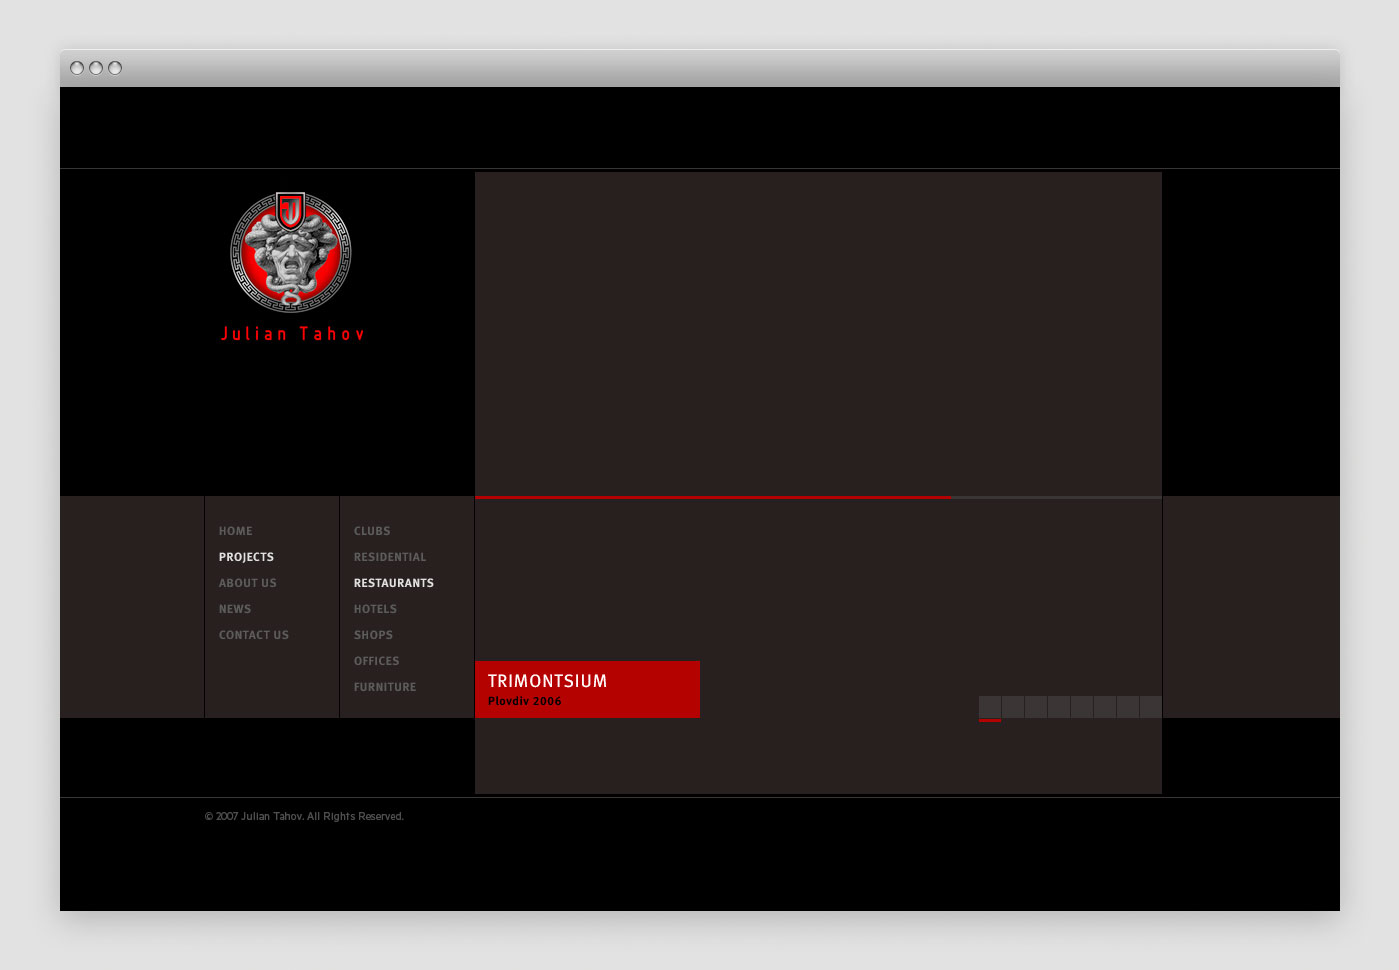 Julian Tahov
HOME
PROJECTS
ABOUT US
NEWS
CONTACT US
CLUBS
RESIDENTIAL
RESTAURANTS
HOTELS
SHOPS
OFFICES
FURNITURE
TRIMONTSIUM
Plovdiv 2006
© 2007 Julian Tahov. All Rights Reserved.